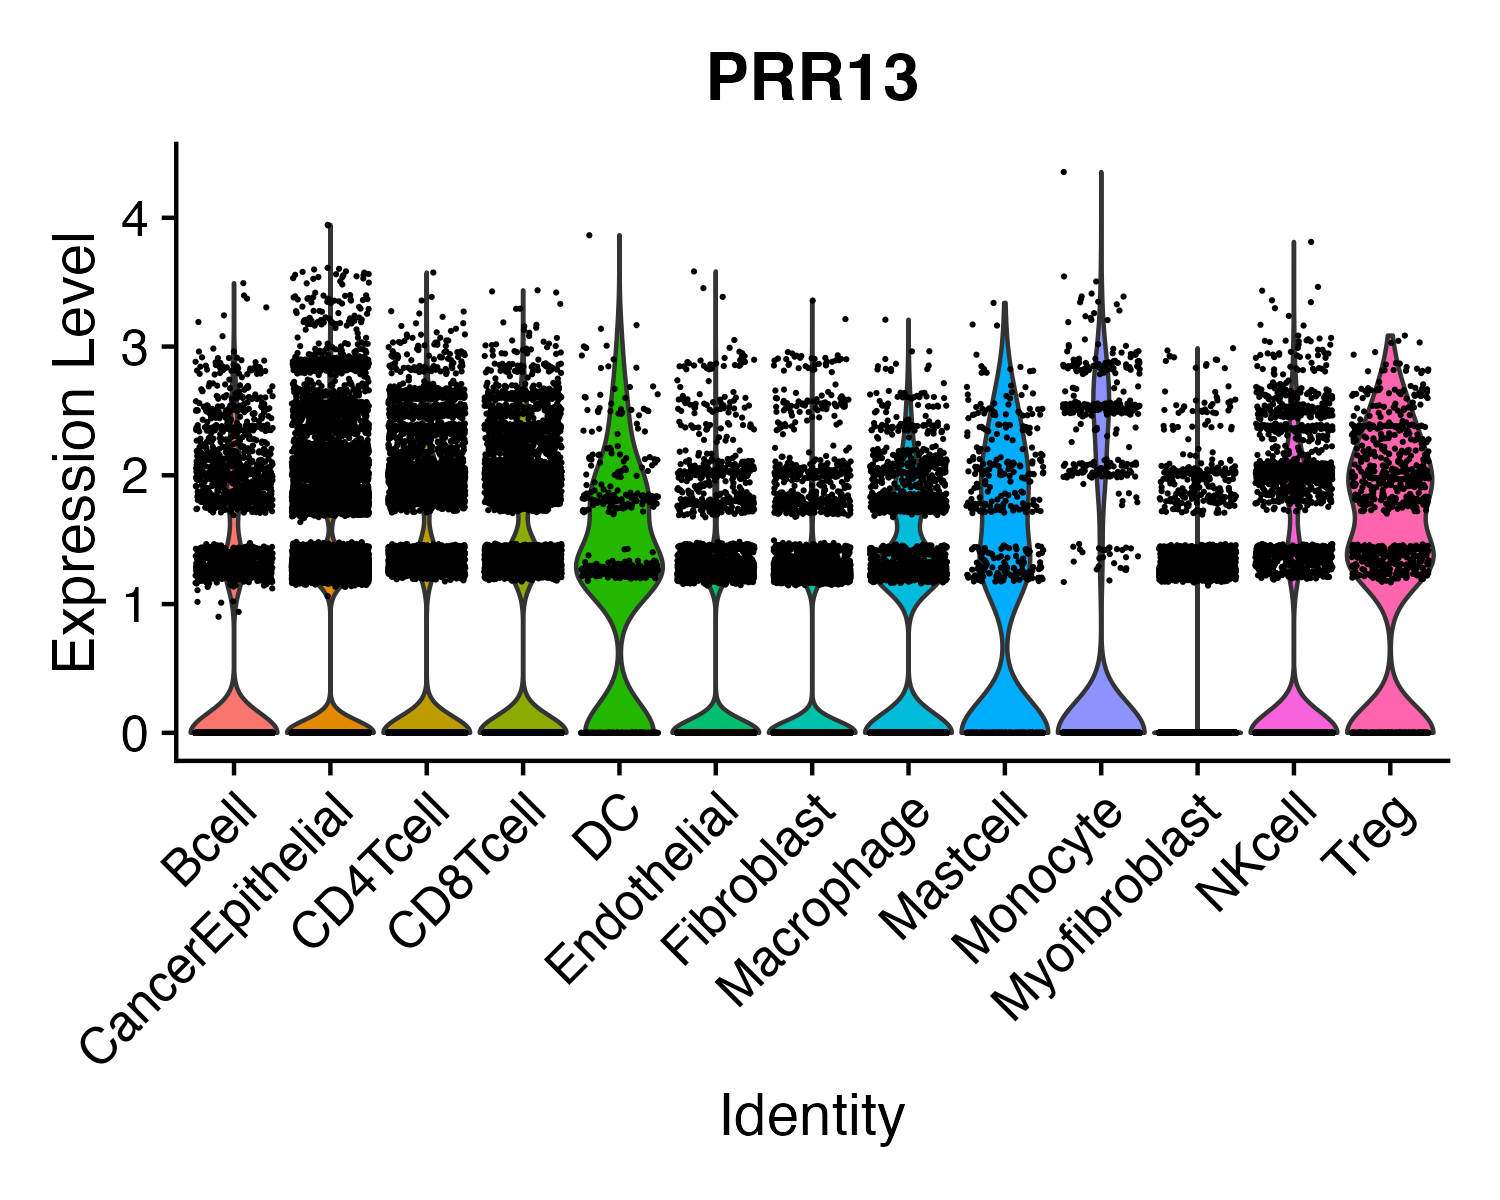 PRR13
Expression Level
4
3
2
1
0
Bcell
CancerEpithelial
CD4Tcell
CD8Tcell
DC
Endothelial
Fibroblast
Macrophage
Mastcell
Monocyte
Myofibroblast
NKcell
Treg
Identity